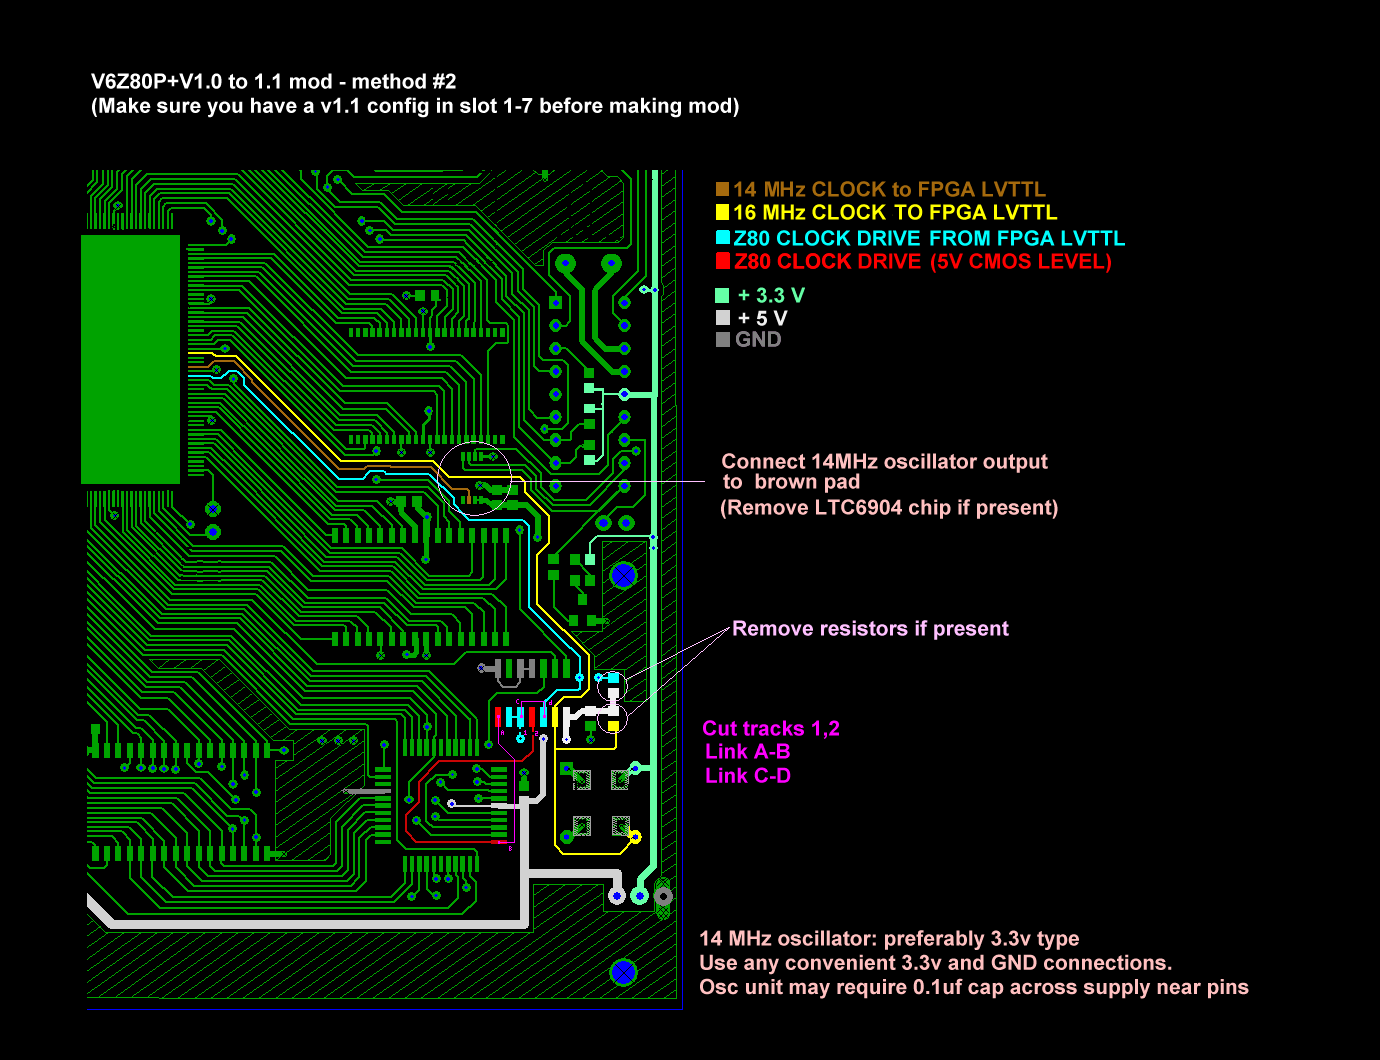 V6Z80P+V1.0 to 1.1 mod - method #2
(Make sure you have a v1.1 config in slot 1-7 before making mod)
14 MHz CLOCK to FPGA LVTTL
16 MHz CLOCK TO FPGA LVTTL
Z80 CLOCK DRIVE FROM FPGA LVTTL
Z80 CLOCK DRIVE (5V CMOS LEVEL)
+ 3.3 V
+ 5 V
GND
Connect 14MHz oscillator output
to brown pad
(Remove LTC6904 chip if present)
Remove resistors if present
Cut tracks 1,2
Link A-B
Link C-D
14 MHz oscillator: preferably 3.3v type
Use any convenient 3.3v and GND connections.
Osc unit may require 0.1uf cap across supply near pins